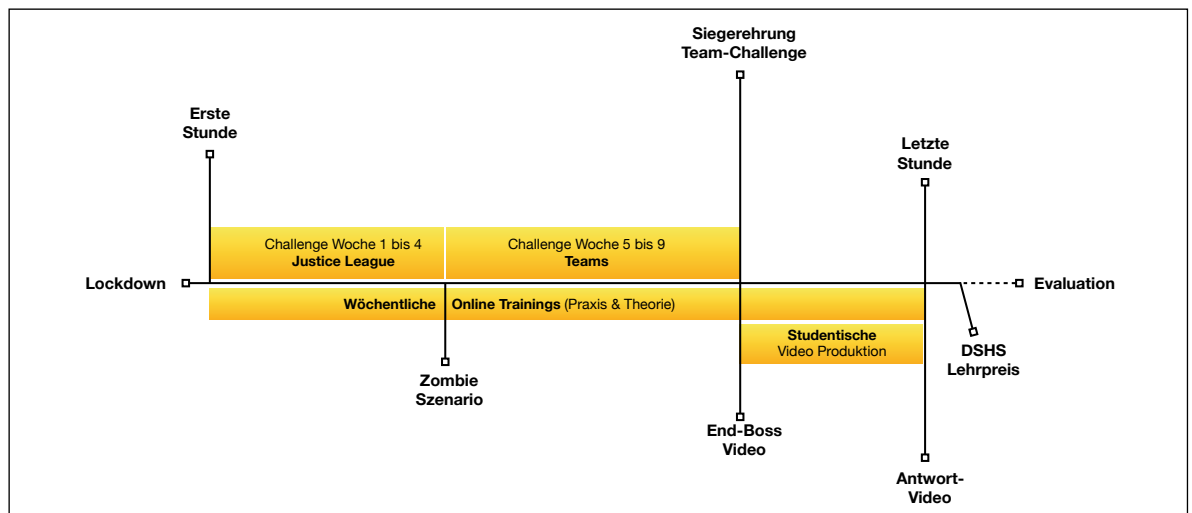 Siegerehrung
Team-Challenge
Erste
Stunde
Letzte
Stunde
Challenge Woche 1 bis 4
Justice League
Challenge Woche 5 bis 9
Teams
Lockdown
Evaluation
Wöchentliche Online Trainings (Praxis & Theorie)
Studentische
Video Produktion
DSHS
Lehrpreis
Zombie
Szenario
End-Boss
Video
Antwort-
Video